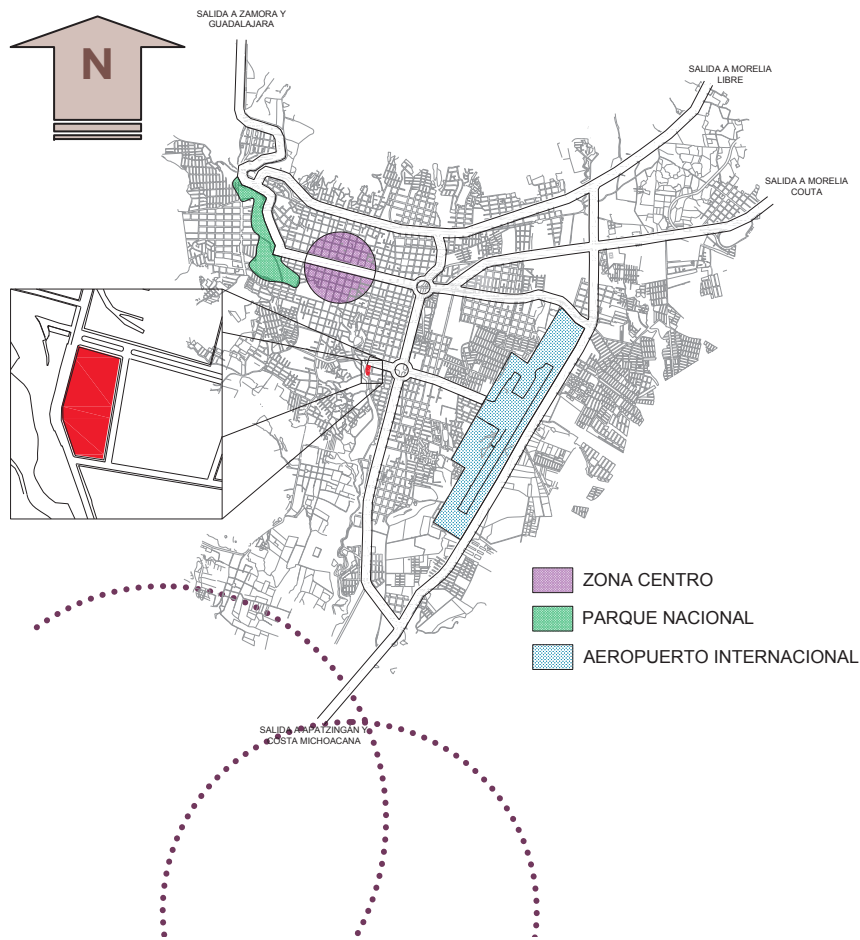 SALIDA A ZAMORA Y
GUADALAJARA
N
SALIDA A MORELIA
LIBRE
SALIDA A MORELIA
COUTA
ZONA CENTRO
PARQUE NACIONAL
AEROPUERTO INTERNACIONAL
SALIDA A APATZINGAN Y
COSTA MICHOACANA